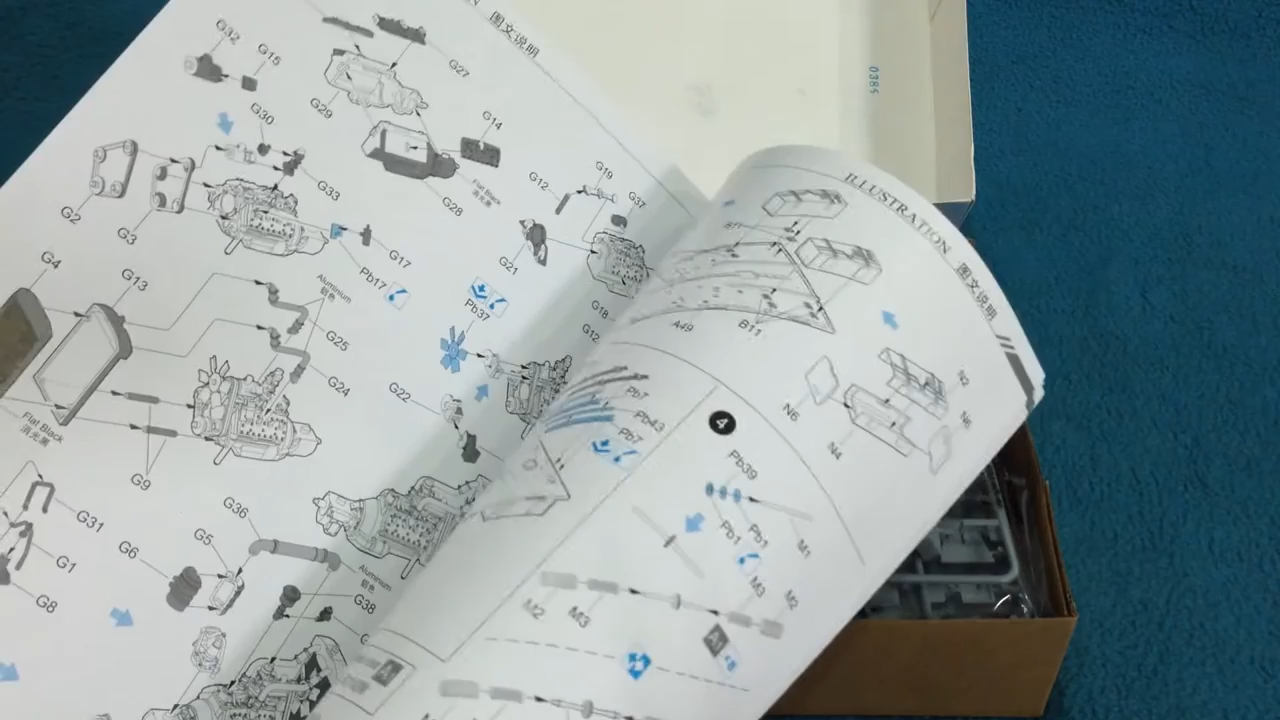 图文说明
G32
G15
G27
G29
G30
G14
G33
G28
Flat Black
消光黑
G2
G3
G17
Pb17
G19
G12
G37
G21
G4
G13
Aluminium
铝色
G25
G24
Pb37
G18
G12
G22
Flat Black
消光黑
G9
G31
G1
G8
G36
G5
G6
Aluminium
铝色
G38
ILLUSTRATION 图文说明
A49
B11
Pb7
Pb43
Pb7
N6
N4
N2
N6
4
Pb39
Pb1
Pb1
M1
M3
M2
M2
M3
0385